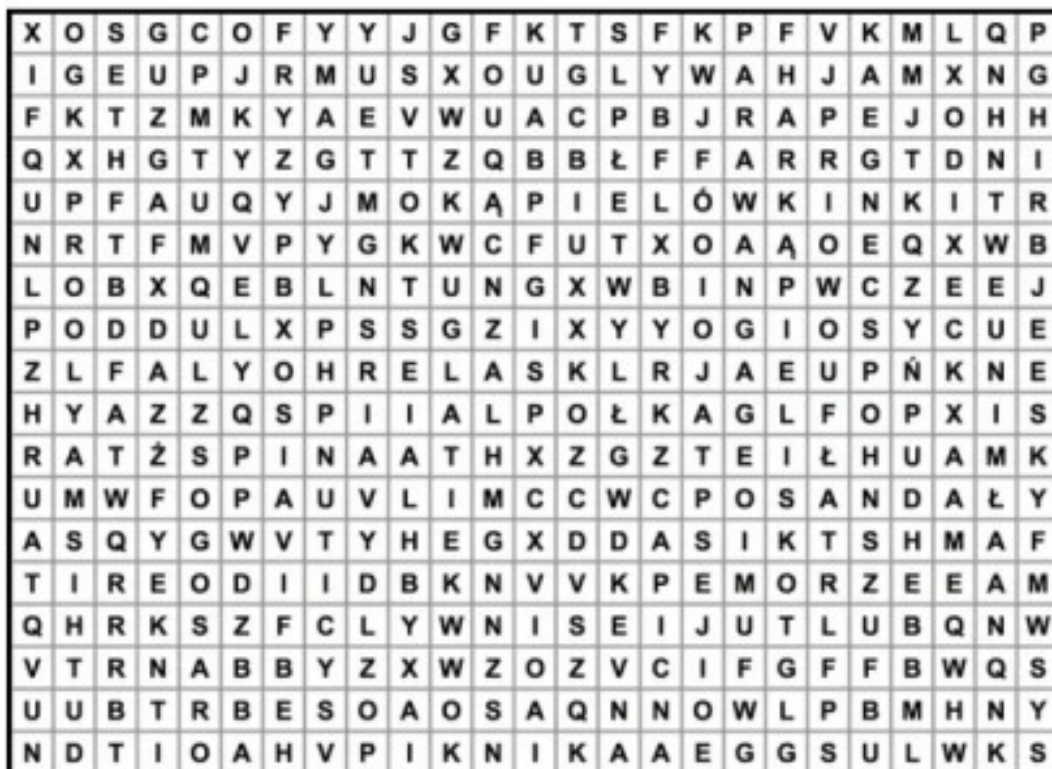 X O S G C O F Y Y J G F K T S F K P F V K M L Q P
I G E U P J R M U S X O U G L Y W A H J A M X N G
F K T Z M K Y A E V W U A C P B J R A P E J O H H
Q X H G T Y Z G T T Z Q B B Ł F F A R R G T D N I
U P F A U Q Y J M O K Ą P I E L Ó W K I N K I T R
N R T F M V P Y G K W C F U T X O A Ą O E Q X W B
L O B X Q E B L N T U N G X W B I N P W C Z E E J
P O D D U L X P S S G Z I X Y Y O G I O S Y C U E
Z L F A L Y O H R E L A S K L R J A E U P Ń K N E
H Y A Z Z Q S P I I A L P O Ł K A G L F O P X I S
R A T Ż S P I N A A T H X Z G Z T E I Ł H U A M K
U M W F O P A U V L I M C C W C P O S A N D A Ł Y
A S Q Y G W V T Y H E G X D D A S I K T S H M A F
T I R E O D I I D B K N V V K P E M O R Z E E A M
Q H R K S Z F C L Y W N I S E I J U T L U B Q N W
V T R N A B B Y Z X W Z O Z V C I F G F F B W Q S
U U B T R B E S O A O S A Q N N O W L P B M H N Y
N D T I O A H V P I K N I K A A E G G S U L W K S